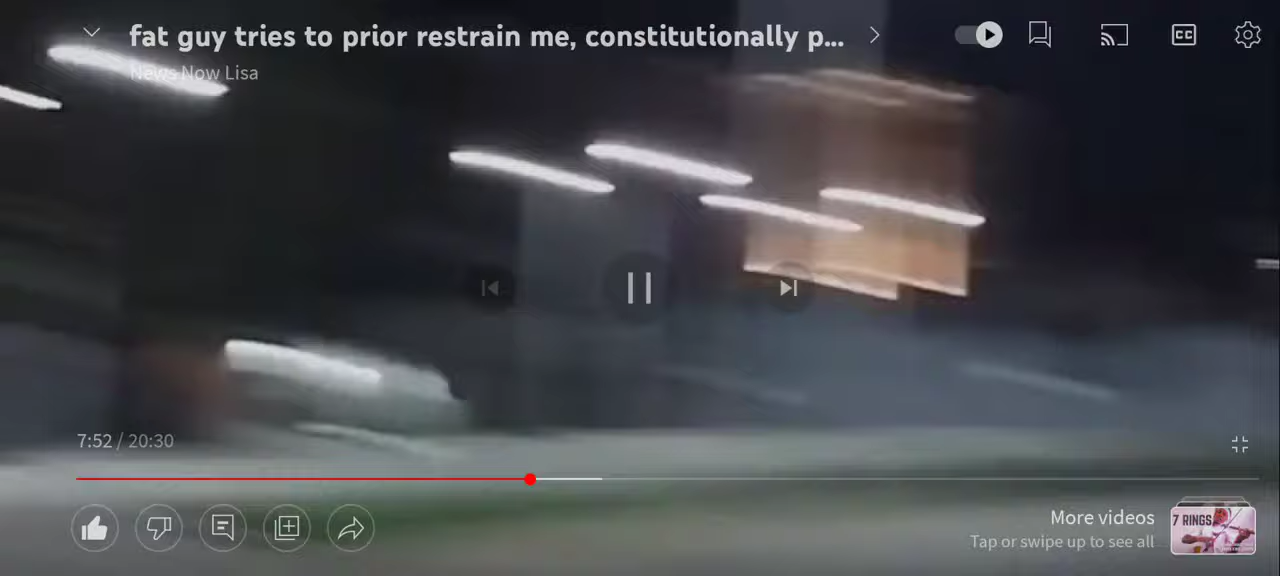 fat guy tries to prior restrain me, constitutionally p...
News Now Lisa
CC
7:52 / 20:30
More videos
Tap or swipe up to see all
7 RINGS